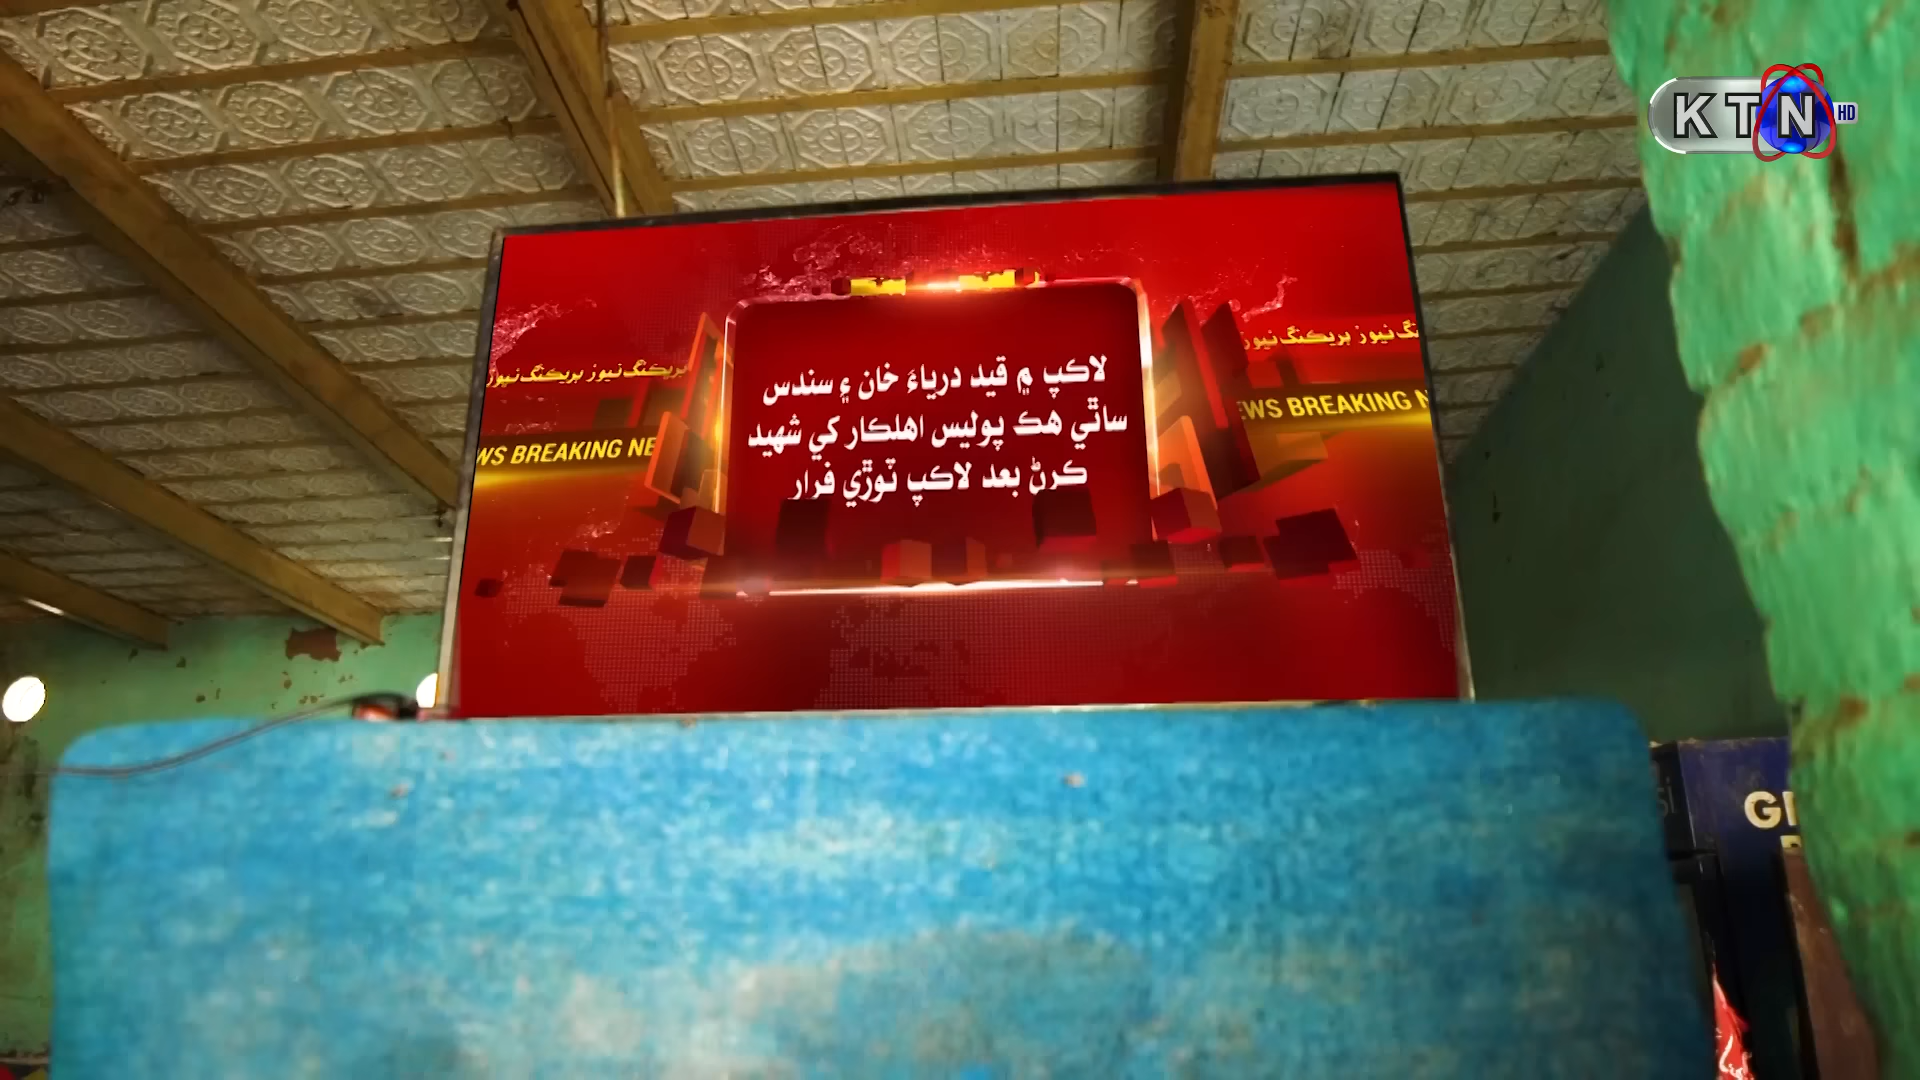 KTN HD
بريڪنگ نيوز بريڪنگ نيوز
نيوز بريڪنگ نيوز
WS BREAKING NE
EWS BREAKING N
لاڪپ ۾ قيد درياءَ خان ۽ سندس
ساٿي هڪ پوليس اهلڪار کي شهيد
ڪرڻ بعد لاڪپ ٽوڙي فرار